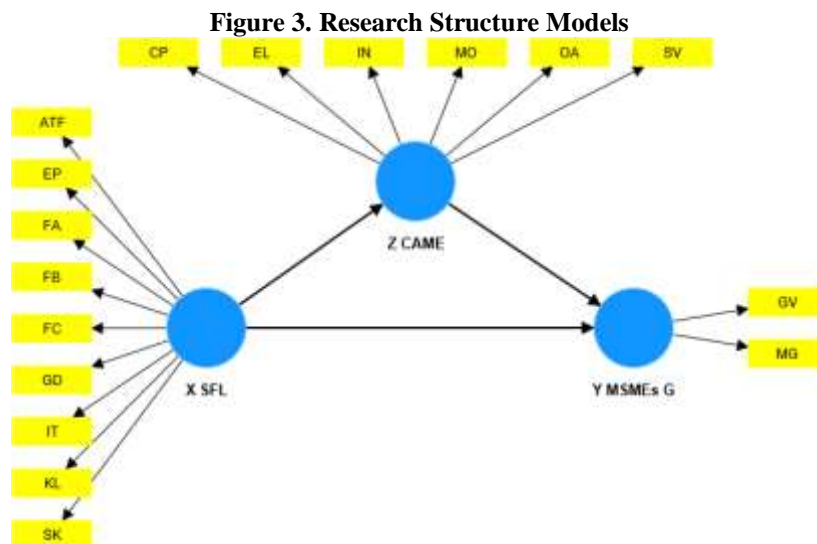 Figure 3. Research Structure Models
CP EL IN MO OA SV
ATF
EP
FA
FB
FC
GD
IT
KL
SK
Z CAME
X SFL
GV
MG
Y MSMEs G